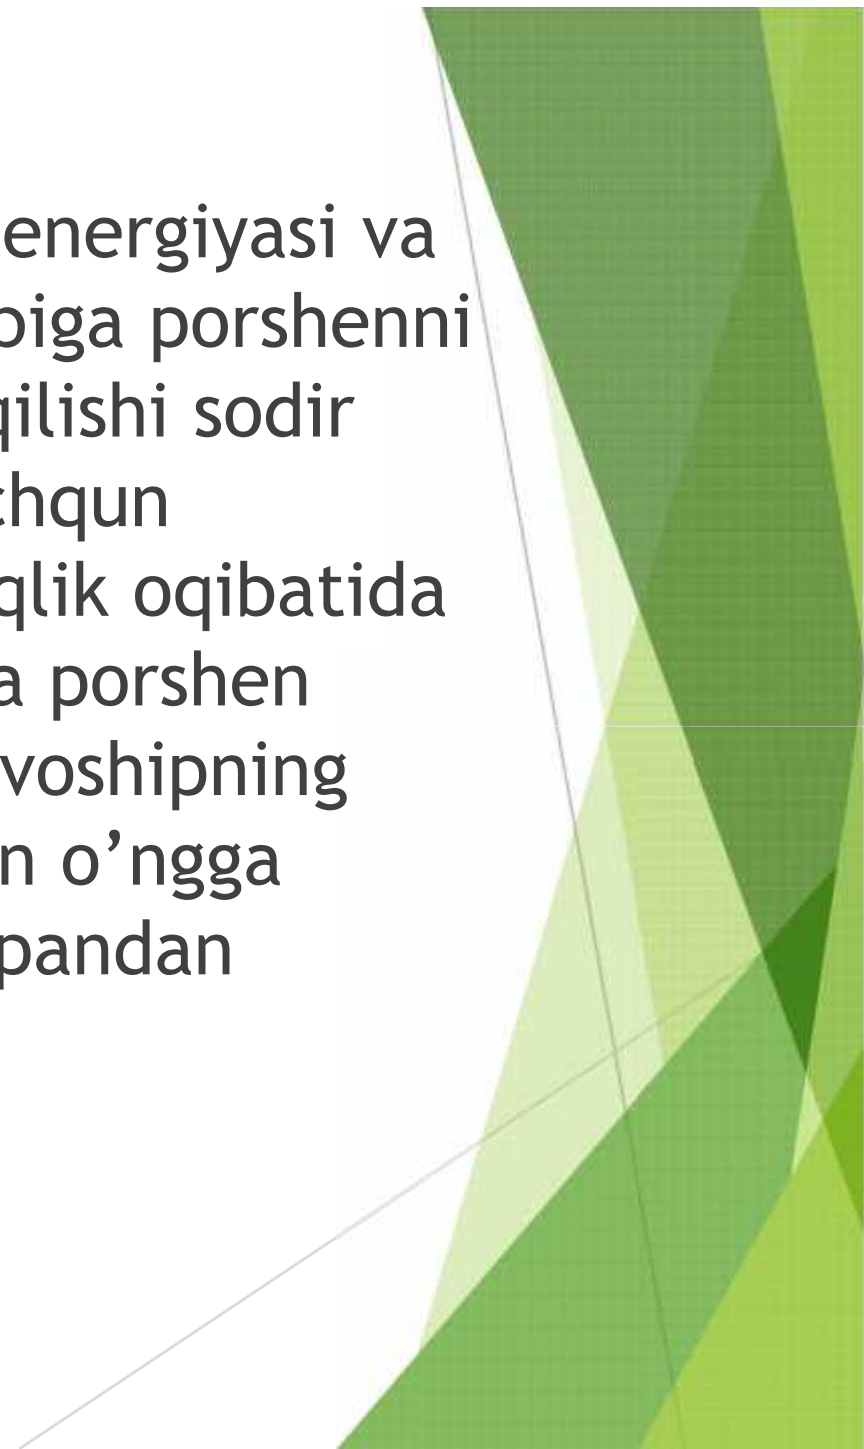 energiyasi va
biga porshenni
qilishi sodir
chqun
qlik oqibatida
a porshen
voshipning
n o’ngga
pandan